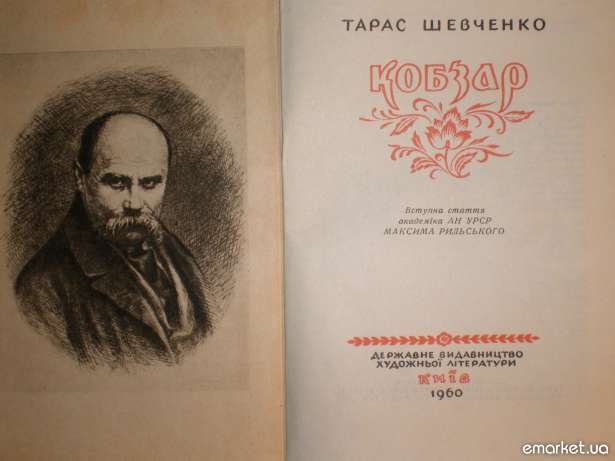 ТАРАС ШЕВЧЕНКО
КОБЗАР
Вступна стаття
академіка АН УРСР
МАКСИМА РИЛЬСЬКОГО
ДЕРЖАВНЕ ВИДАВНИЦТВО
ХУДОЖНЬОЇ ЛІТЕРАТУРИ
КИЇВ
1960
emarket.ua